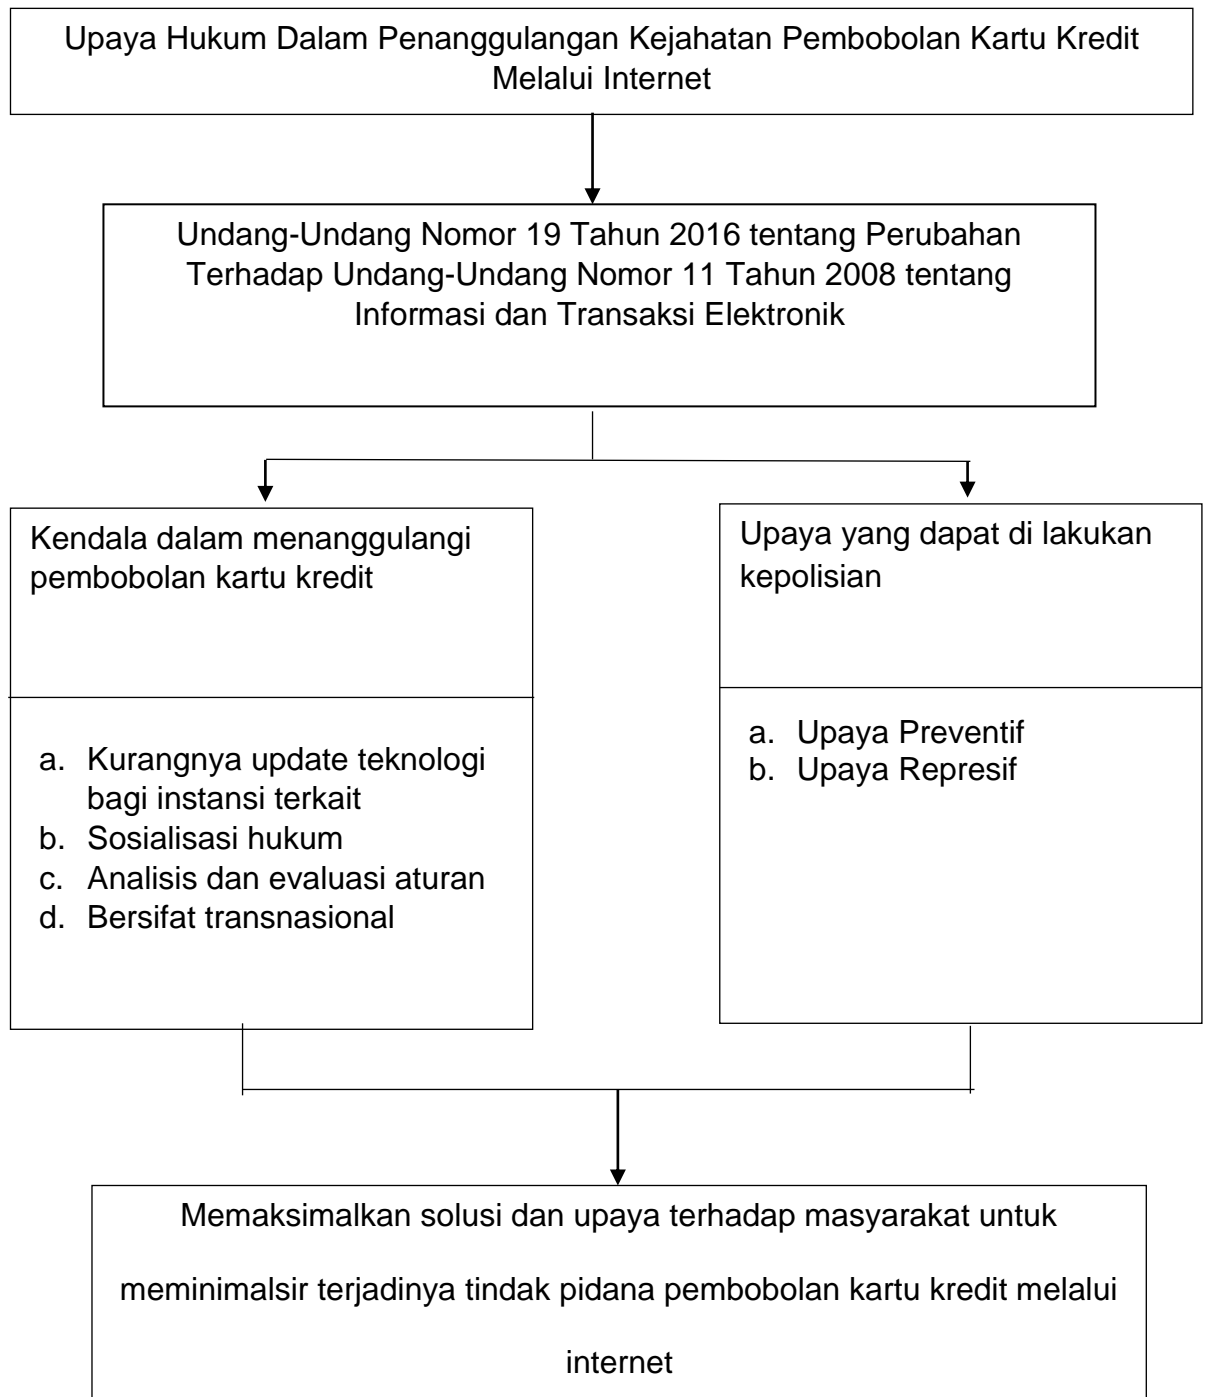 Upaya Hukum Dalam Penanggulangan Kejahatan Pembobolan Kartu Kredit
Melalui Internet
Undang-Undang Nomor 19 Tahun 2016 tentang Perubahan
Terhadap Undang-Undang Nomor 11 Tahun 2008 tentang
Informasi dan Transaksi Elektronik
Kendala dalam menanggulangi
pembobolan kartu kredit
a. Kurangnya update teknologi
bagi instansi terkait
b. Sosialisasi hukum
c. Analisis dan evaluasi aturan
d. Bersifat transnasional
Upaya yang dapat di lakukan
kepolisian
a. Upaya Preventif
b. Upaya Represif
Memaksimalkan solusi dan upaya terhadap masyarakat untuk
meminimalsir terjadinya tindak pidana pembobolan kartu kredit melalui
internet